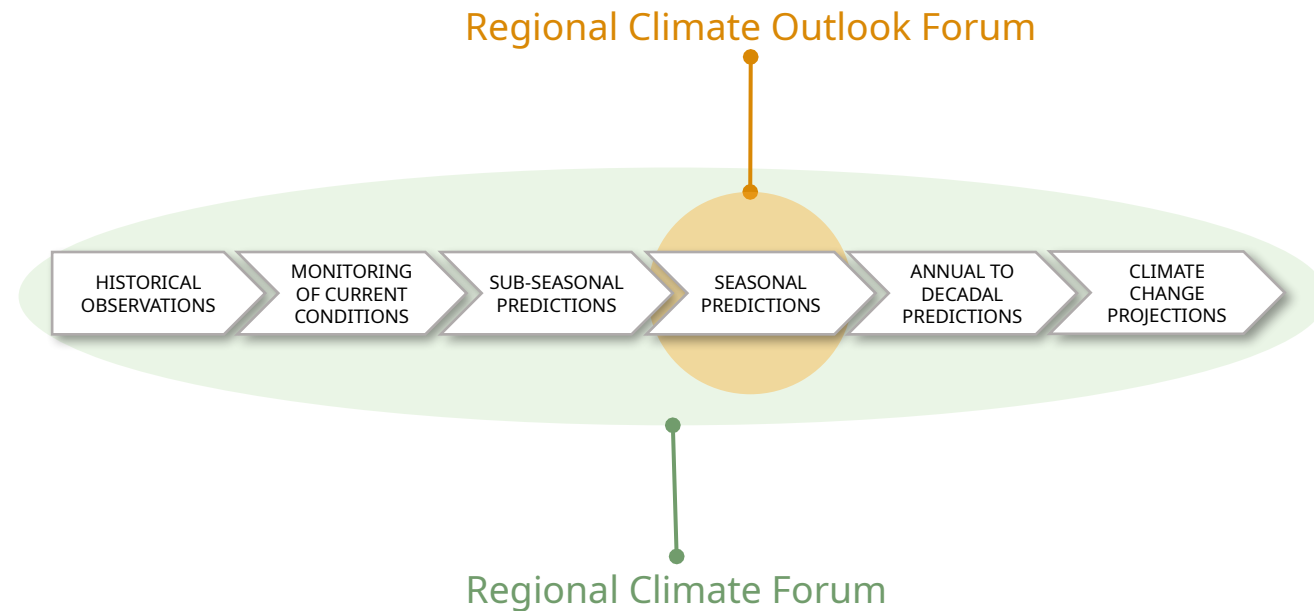 Regional Climate Outlook Forum
HISTORICAL
OBSERVATIONS
MONITORING
OF CURRENT
CONDITIONS
SUB-SEASONAL
PREDICTIONS
SEASONAL
PREDICTIONS
ANNUAL TO
DECADAL
PREDICTIONS
CLIMATE
CHANGE
PROJECTIONS
Regional Climate Forum